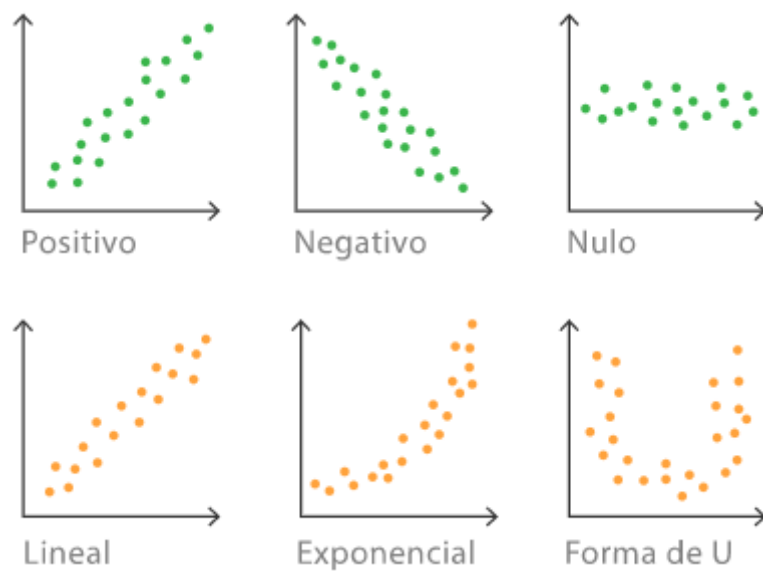 Positivo
Negativo
Nulo
Lineal
Exponencial
Forma de U